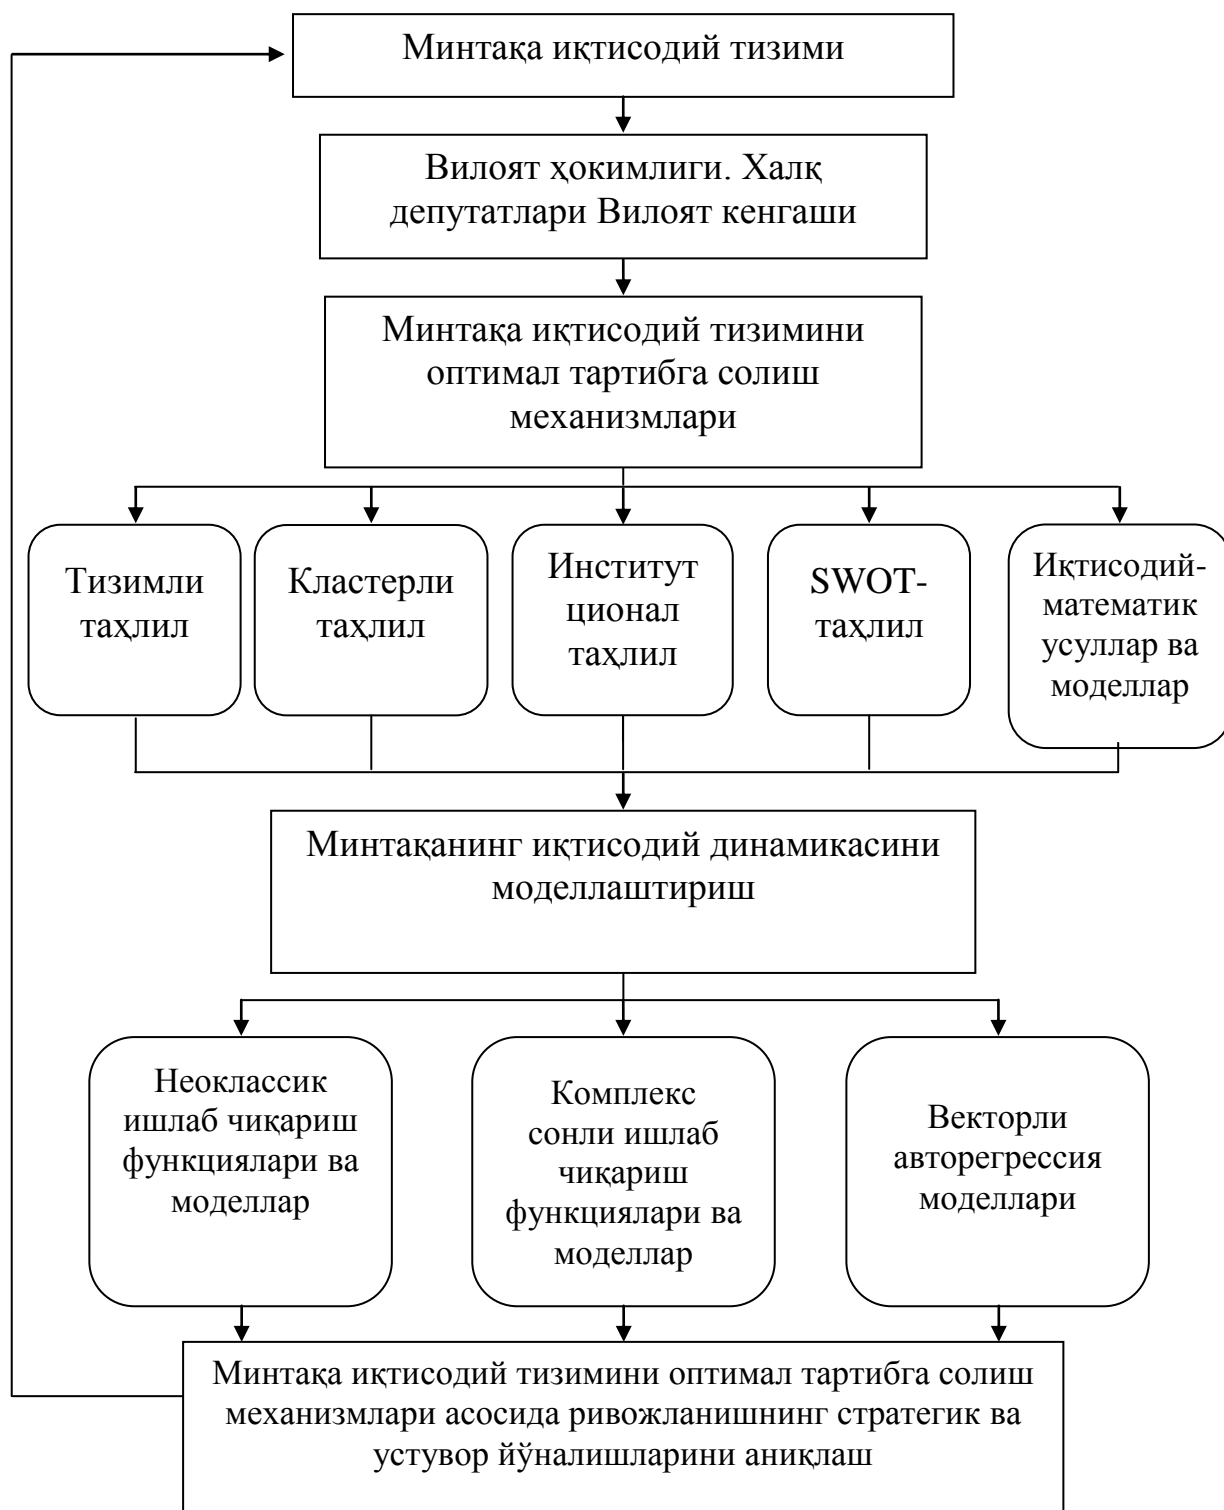 Минтақа иқтисодий тизими
Вилоят ҳокимлиги. Халқ
депутатлари Вилоят кенгаши
Минтақа иқтисодий тизимини
оптимал тартибга солиш
механизмлари
Тизимли
таҳлил
Кластерли
таҳлил
Институт
ционал
таҳлил
SWOT-
таҳлил
Иқтисодий-
математик
усуллар ва
моделлар
Минтақанинг иқтисодий динамикасини
моделлаштириш
Неоклассик
ишлаб чиқариш
функциялари ва
моделлар
Комплекс
сонли ишлаб
чиқариш
функциялари ва
моделлар
Векторли
авторегрессия
моделлари
Минтақа иқтисодий тизимини оптимал тартибга солиш
механизмлари асосида ривожланишнинг стратегик ва
устувор йўналишларини аниқлаш